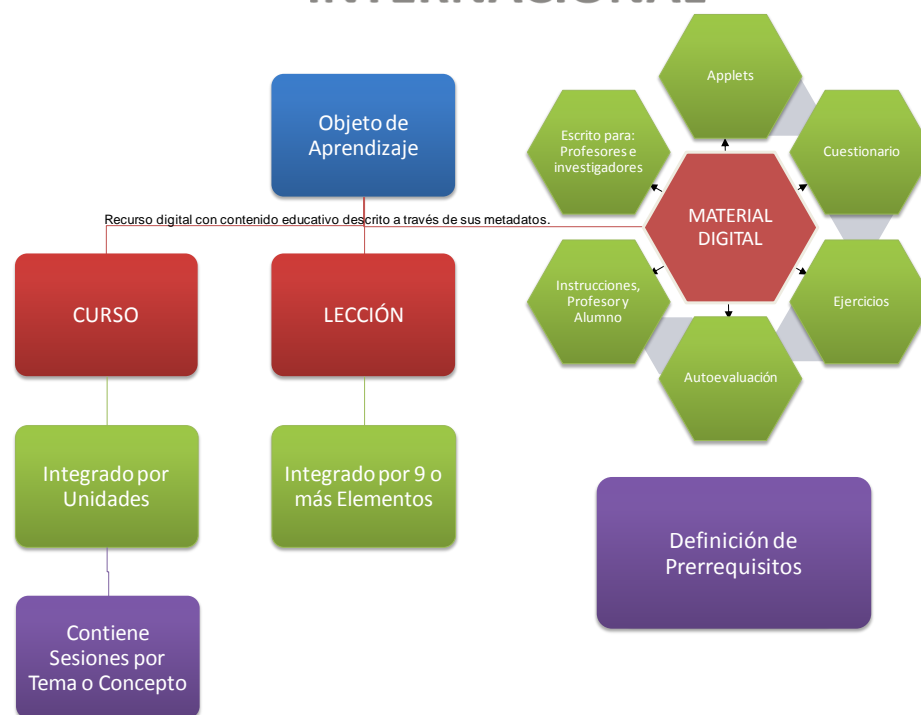 INTERNACIONAL
Objeto de
Aprendizaje
Recurso digital con contenido educativo descrito a través de sus metadatos.
CURSO
LECCIÓN
Integrado por
Unidades
Integrado por 9 o
más Elementos
Contiene
Sesiones por
Tema o Concepto
Applets
Escrito para:
Profesores e
investigadores
Cuestionario
MATERIAL
DIGITAL
Instrucciones,
Profesor y
Alumno
Ejercicios
Autoevaluación
Definición de
Prerrequisitos